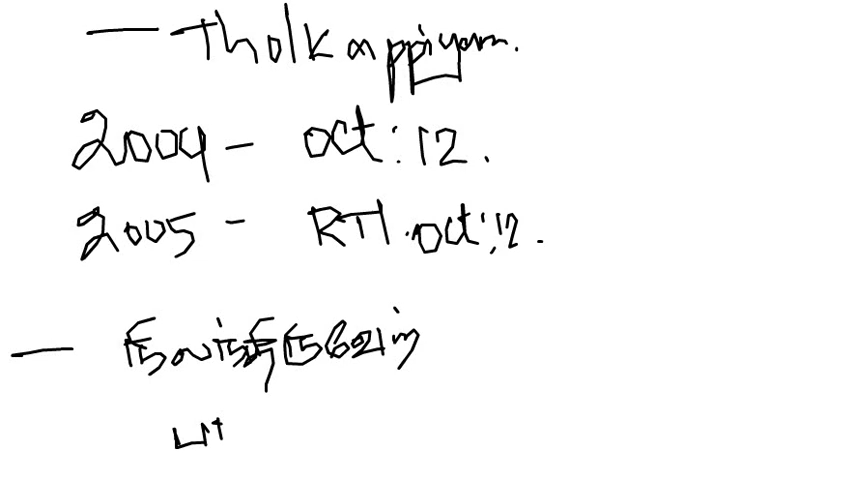 — Tholkappiyam.
2004 - oct: 12.
2005 - RTI. oct; 12.
—